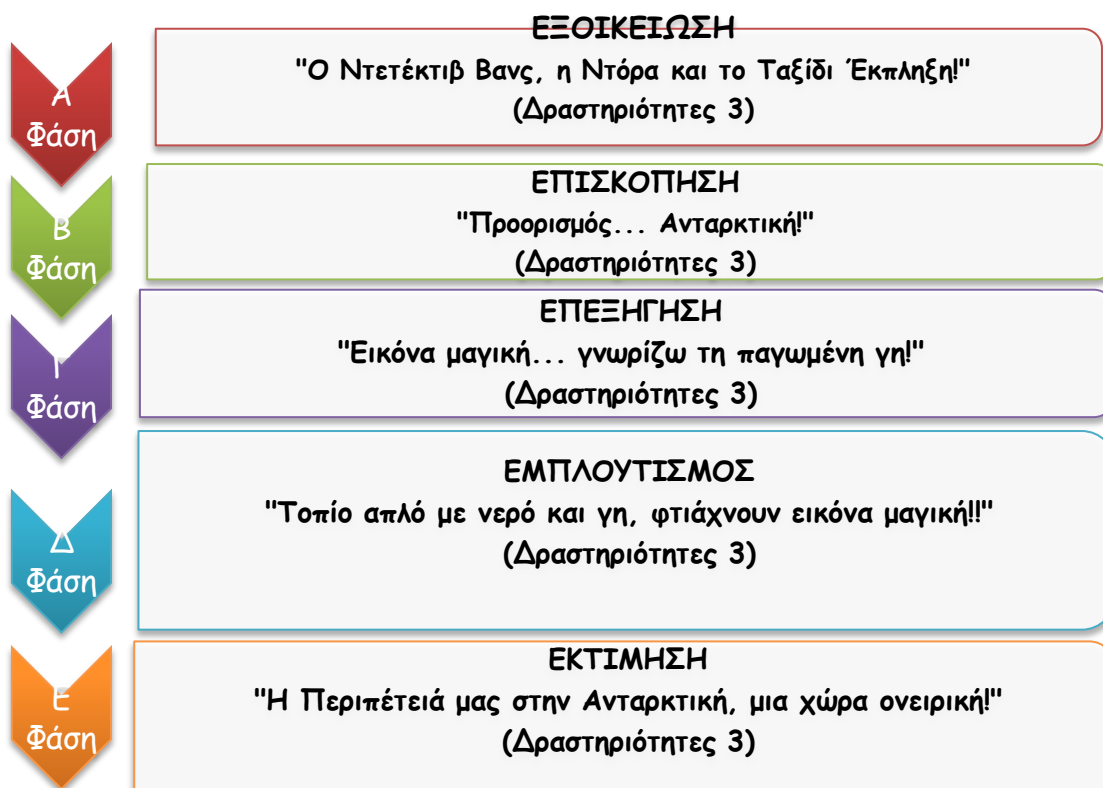 Α
Φάση
ΕΞΟΙΚΕΙΩΣΗ
"Ο Ντετέκτιβ Βανς, η Ντόρα και το Ταξίδι Έκπληξη!"
(Δραστηριότητες 3)
Β
Φάση
ΕΠΙΣΚΟΠΗΣΗ
"Προορισμός... Ανταρκτική!"
(Δραστηριότητες 3)
Γ
Φάση
ΕΠΕΞΗΓΗΣΗ
"Εικόνα μαγική... γνωρίζω τη παγωμένη γη!"
(Δραστηριότητες 3)
Δ
Φάση
ΕΜΠΛΟΥΤΙΣΜΟΣ
"Τοπίο απλό με νερό και γη, φτιάχνουν εικόνα μαγική!!"
(Δραστηριότητες 3)
Ε
Φάση
ΕΚΤΙΜΗΣΗ
"Η Περιπέτειά μας στην Ανταρκτική, μια χώρα ονειρική!"
(Δραστηριότητες 3)